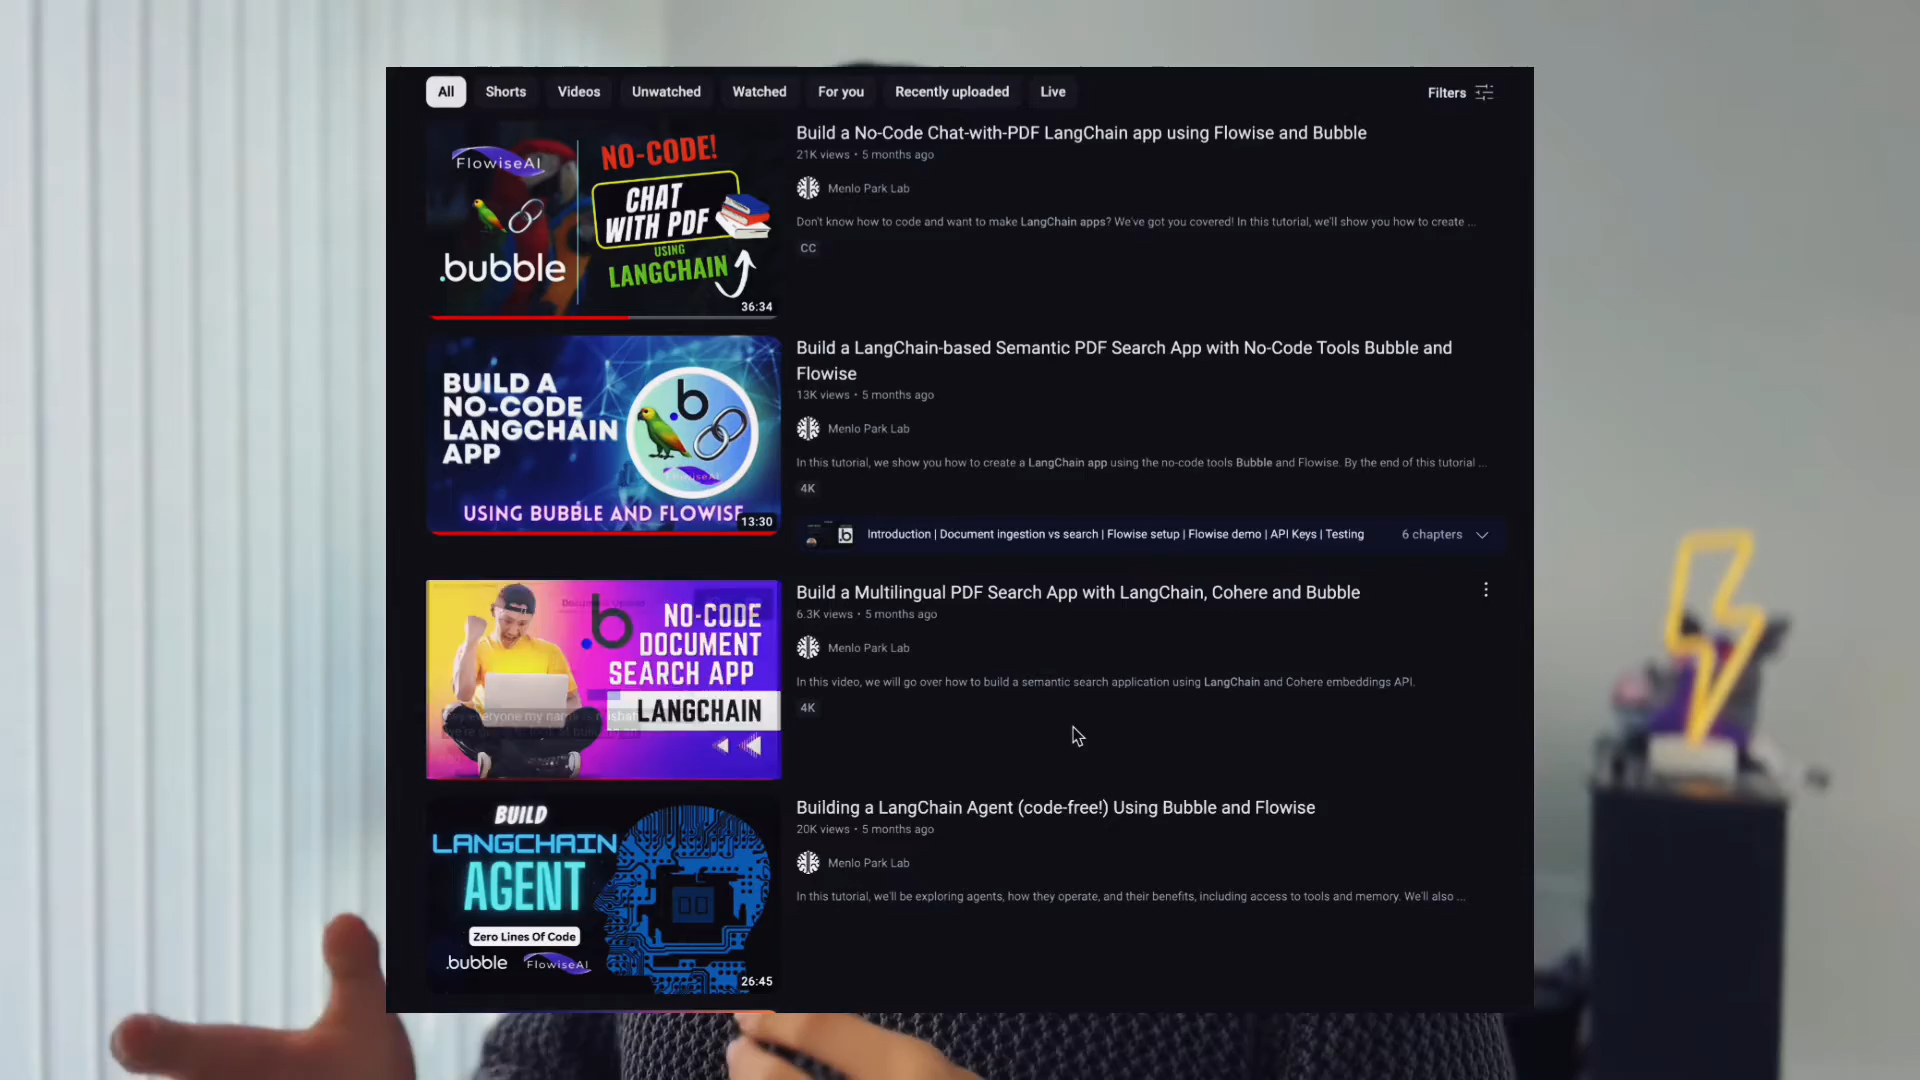 All Shorts Videos Unwatched Watched For you Recently uploaded Live Filters
FlowiseAI
.bubble
NO-CODE!
CHAT
WITH PDF
USING
LANGCHAIN
36:34
Build a No-Code Chat-with-PDF LangChain app using Flowise and Bubble
21K views • 5 months ago
Menlo Park Lab
Don't know how to code and want to make LangChain apps? We've got you covered! In this tutorial, we'll show you how to create ...
CC
BUILD A
NO-CODE
LANGCHAIN
APP
.b
FlowiseAI
USING BUBBLE AND FLOWISE
13:30
Build a LangChain-based Semantic PDF Search App with No-Code Tools Bubble and
Flowise
13K views • 5 months ago
Menlo Park Lab
In this tutorial, we show you how to create a LangChain app using the no-code tools Bubble and Flowise. By the end of this tutorial ...
4K
.b
Introduction | Document ingestion vs search | Flowise setup | Flowise demo | API Keys | Testing
6 chapters
.b
NO-CODE
DOCUMENT
SEARCH APP
LANGCHAIN
everyone my name
Build a Multilingual PDF Search App with LangChain, Cohere and Bubble
6.3K views • 5 months ago
Menlo Park Lab
In this video, we will go over how to build a semantic search application using LangChain and Cohere embeddings API.
4K
BUILD
LANGCHAIN
AGENT
Zero Lines Of Code
.bubble FlowiseAI
26:45
Building a LangChain Agent (code-free!) Using Bubble and Flowise
20K views • 5 months ago
Menlo Park Lab
In this tutorial, we'll be exploring agents, how they operate, and their benefits, including access to tools and memory. We'll also ...